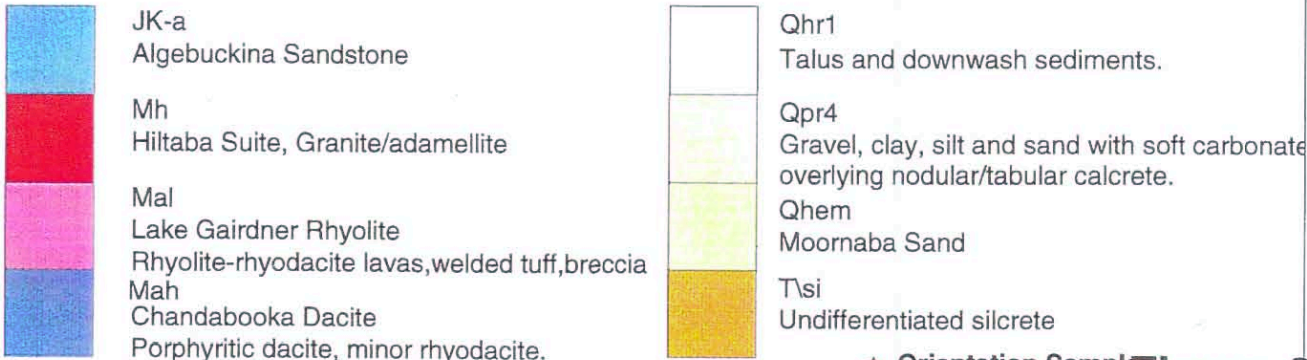 JK-a
Algebuckina Sandstone
Mh
Hiltaba Suite, Granite/adamellite
Mal
Lake Gairdner Rhyolite
Rhyolite-rhyodacite lavas,welded tuff,breccia
Mah
Chandabooka Dacite
Porphyritic dacite, minor rhyodacite.
Qhr1
Talus and downwash sediments.
Qpr4
Gravel, clay, silt and sand with soft carbonate
overlying nodular/tabular calcrete.
Qhem
Moornaba Sand
T\si
Undifferentiated silcrete